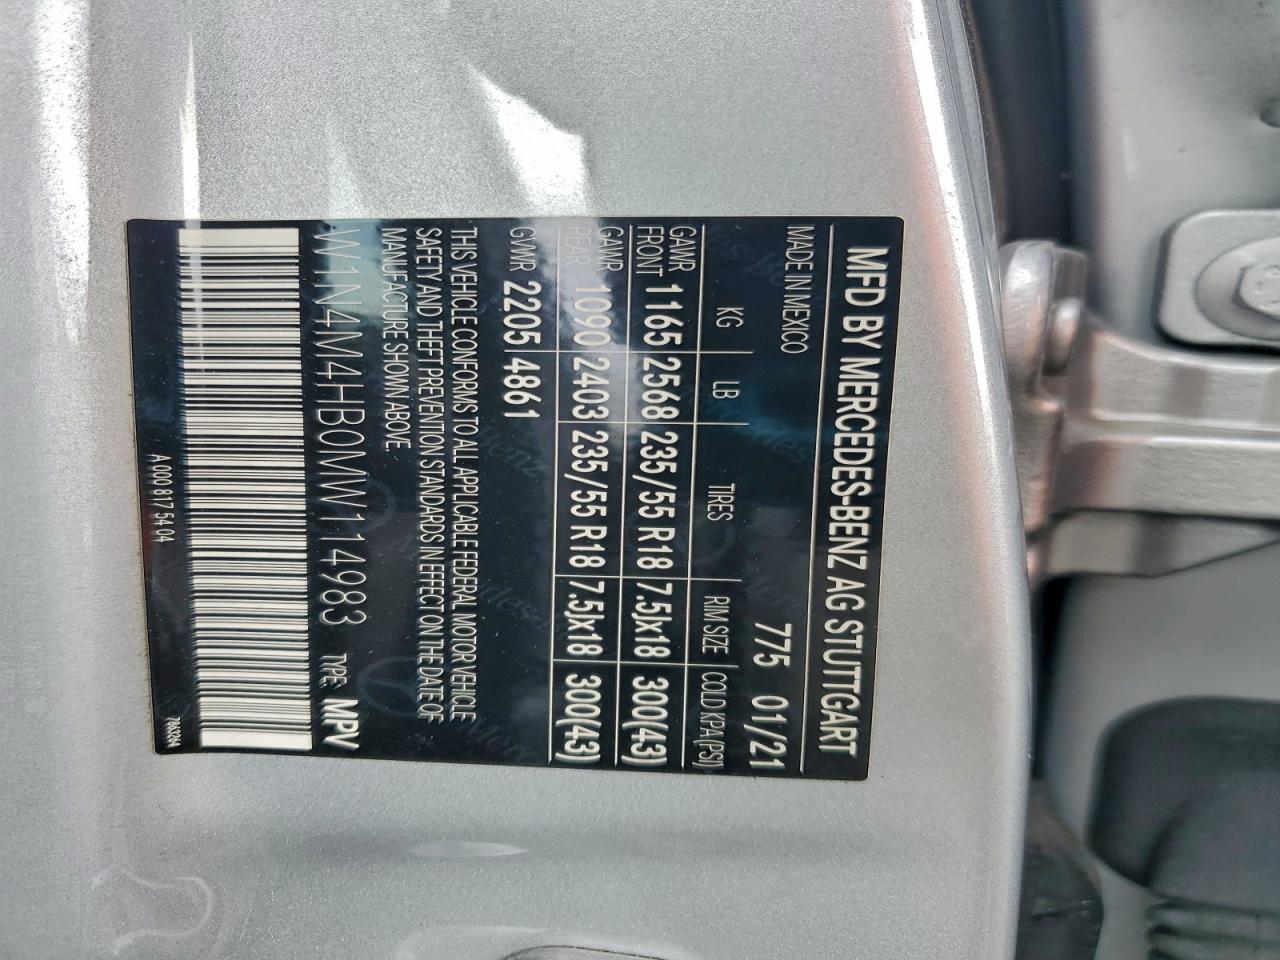 MFD BY MERCEDES-BENZ AG STUTTGART
MADE IN MEXICO 775 01/21
KG LB TIRES RIM SIZE COLD KPA(PSI)
GAWR FRONT 1165 2568 235/55 R18 7.5Jx18 300(43)
GAWR REAR 1090 2403 235/55 R18 7.5Jx18 300(43)
GVWR 2205 4861
THIS VEHICLE CONFORMS TO ALL APPLICABLE FEDERAL MOTOR VEHICLE
SAFETY AND THEFT PREVENTION STANDARDS IN EFFECT ON THE DATE OF
MANUFACTURE SHOWN ABOVE.
W1N4M4HB0MW114983 TYPE: MPV
A 000 817 54 04 7663264